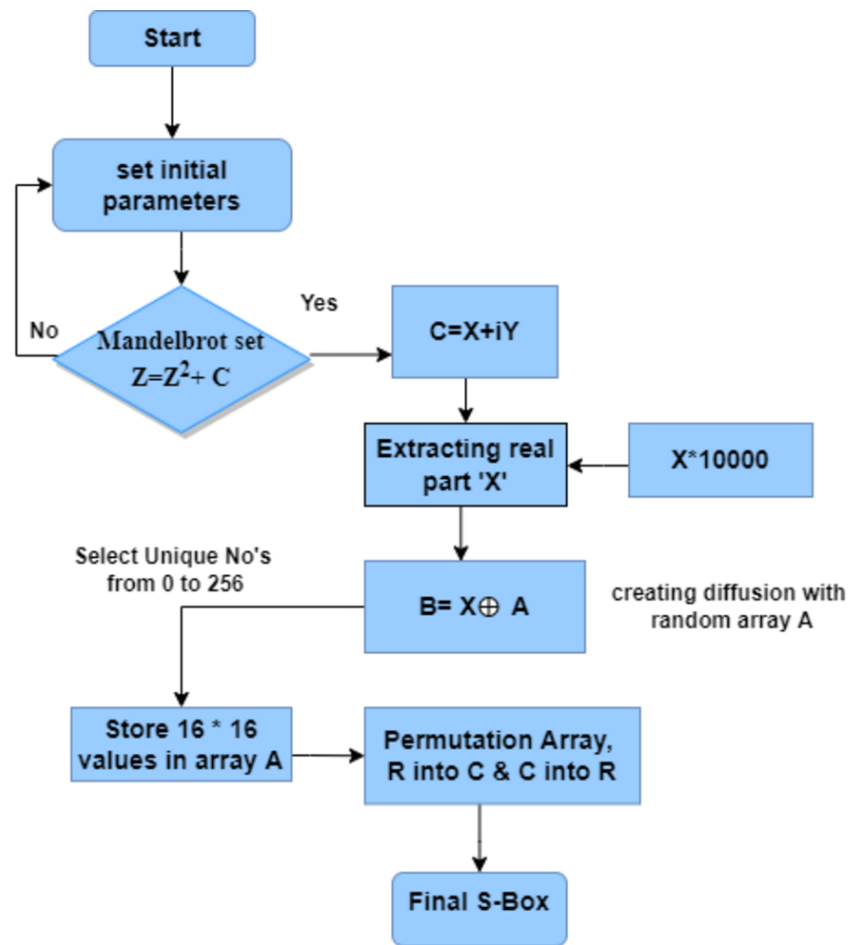 Start
set initial
parameters
No
Mandelbrot set
Z=Z²+ C
Yes
C=X+iY
Extracting real
part 'X'
X*10000
Select Unique No's
from 0 to 256
B= X⊕ A
creating diffusion with
random array A
Store 16 * 16
values in array A
Permutation Array,
R into C & C into R
Final S-Box